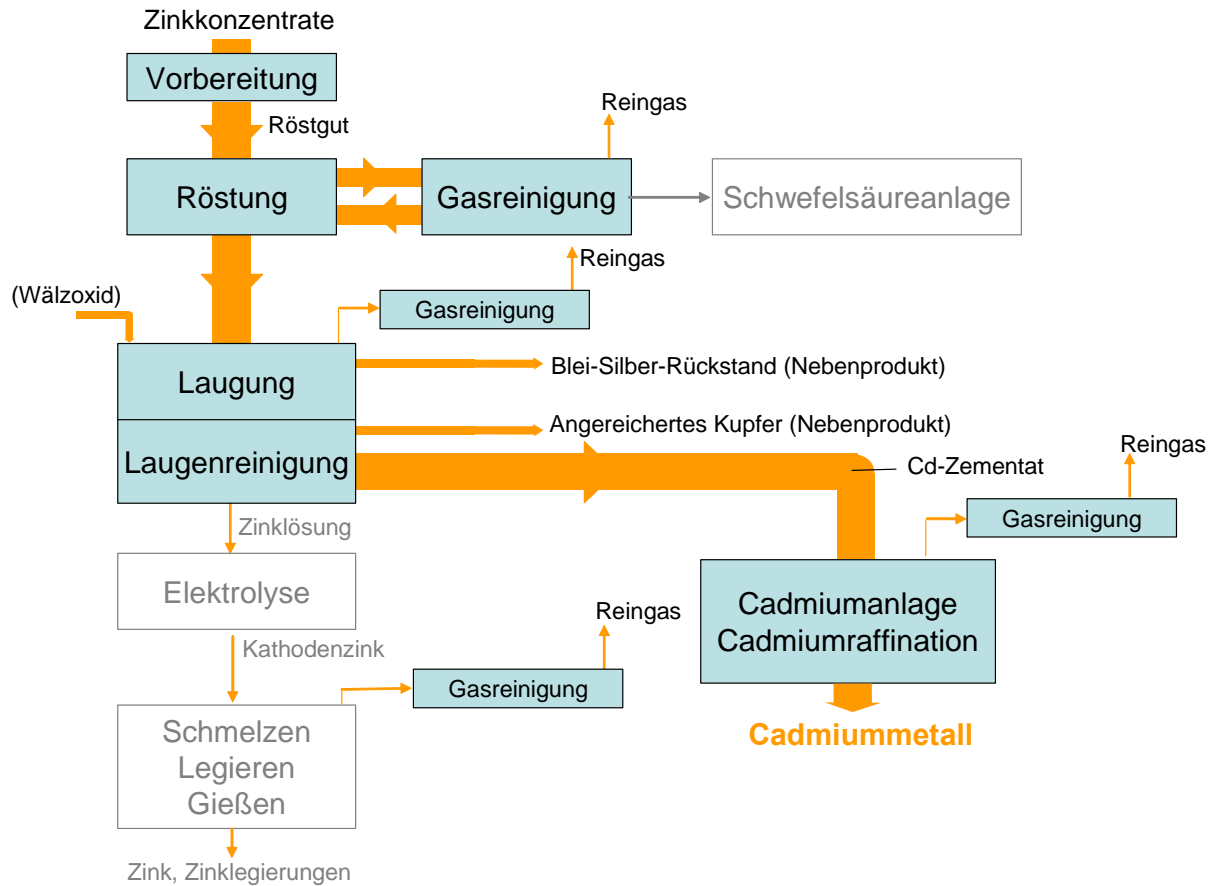 Zinkkonzentrate
Vorbereitung
Röstgut
Reingas
Röstung
Gasreinigung
Schwefelsäureanlage
Reingas
(Wälzoxid)
Gasreinigung
Laugung
Blei-Silber-Rückstand (Nebenprodukt)
Angereichertes Kupfer (Nebenprodukt)
Laugenreinigung
Cd-Zementat
Reingas
Gasreinigung
Zinklösung
Elektrolyse
Cadmiumanlage
Cadmiumraffination
Reingas
Kathodenzink
Gasreinigung
Schmelzen
Legieren
Gießen
Cadmiummetall
Zink, Zinklegierungen